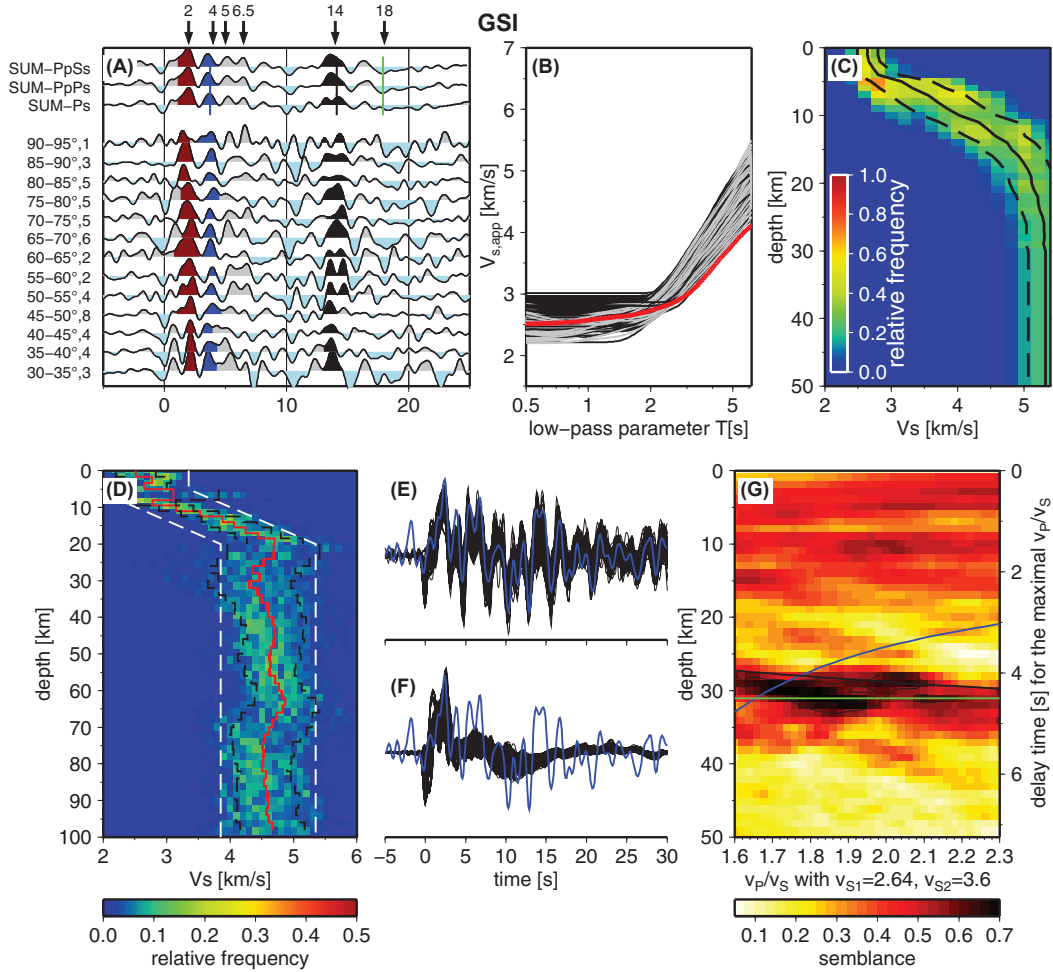 GSI
2 4 5 6.5 14 18
(A)
SUM−PpSs
SUM−PpPs
SUM−Ps
90−95°,1
85−90°,3
80−85°,5
75−80°,5
70−75°,5
65−70°,6
60−65°,2
55−60°,2
50−55°,4
45−50°,8
40−45°,4
35−40°,4
30−35°,3
0 10 20
(B)
7
6
5
4
3
2
Vs,app [km/s]
0.5 1 2 5
low−pass parameter T[s]
(C)
0
10
20
30
40
50
depth [km]
1.0
0.8
0.6
0.4
0.2
0.0
relative frequency
2 3 4 5
Vs [km/s]
(D)
0
10
20
30
40
50
60
70
80
90
100
depth [km]
2 3 4 5 6
Vs [km/s]
0.0 0.1 0.2 0.3 0.4 0.5
relative frequency
(E)
(F)
−5 0 5 10 15 20 25 30
time [s]
(G)
0
10
20
30
40
50
depth [km]
0
2
4
6
delay time [s] for the maximal vP/vS
1.6 1.7 1.8 1.9 2.0 2.1 2.2 2.3
vP/vS with vS1=2.64, vS2=3.6
0.1 0.2 0.3 0.4 0.5 0.6 0.7
semblance